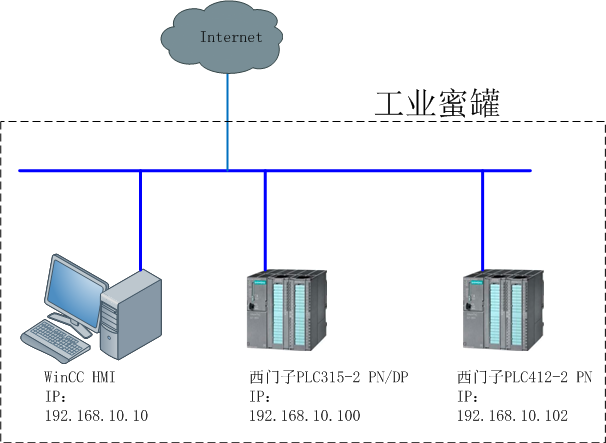 Internet
工业蜜罐
WinCC HMI
IP:
192.168.10.10
西门子PLC315-2 PN/DP
IP:
192.168.10.100
西门子PLC412-2 PN
IP:
192.168.10.102